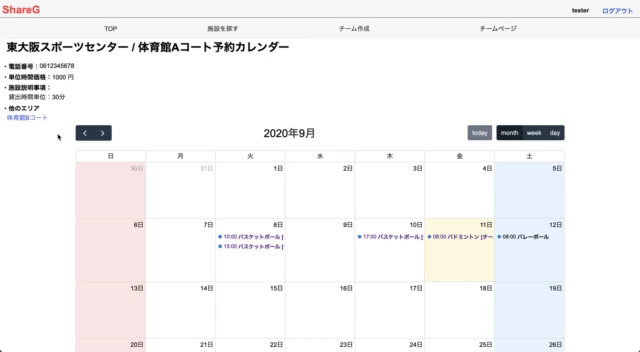 ShareG
tester ログアウト
TOP 施設を探す チーム作成 チームページ
東大阪スポーツセンター / 体育館Aコート予約カレンダー
・電話番号：0612345678
・単位時間価格：1000 円
・施設説明事項：
貸出時間単位：30分
・他のエリア
体育館Bコート
2020年9月
today month week day
日 月 火 水 木 金 土
30日 31日 1日 2日 3日 4日 5日
6日 7日 8日 9日 10日 11日 12日
10:00 バスケットボール [ 17:00 バスケットボール [ 08:00 バドミントン [チー 08:00 バレーボール
15:00 バスケットボール [
13日 14日 15日 16日 17日 18日 19日
20日 21日 22日 23日 24日 25日 26日